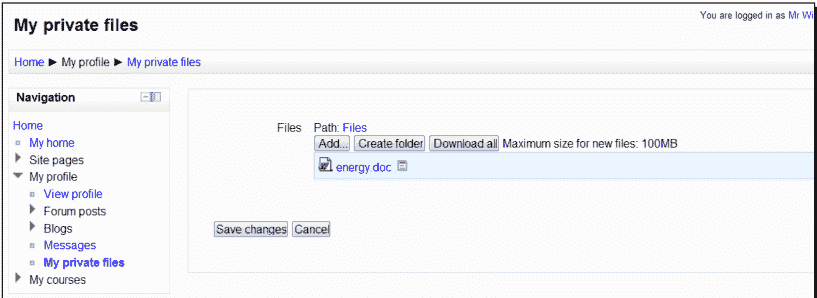 My private files
You are logged in as Mr Wi
Home ► My profile ► My private files
Navigation
Home
My home
Site pages
My profile
View profile
Forum posts
Blogs
Messages
My private files
My courses
Files Path: Files
Add... Create folder Download all Maximum size for new files: 100MB
energy.doc
Save changes Cancel